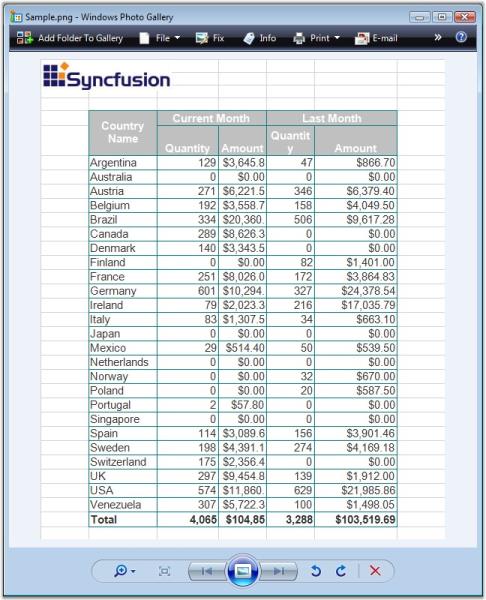 Sample.png - Windows Photo Gallery
Add Folder To Gallery File Fix Info Print E-mail » ?
Syncfusion
Country Name Current Month Last Month
Quantity Amount Quantit y Amount
Argentina 129 $3,645.8 47 $866.70
Australia 0 $0.00 0 $0.00
Austria 271 $6,221.5 346 $6,379.40
Belgium 192 $3,558.7 158 $4,049.50
Brazil 334 $20,360. 506 $9,617.28
Canada 289 $8,626.3 0 $0.00
Denmark 140 $3,343.5 0 $0.00
Finland 0 $0.00 82 $1,401.00
France 251 $8,026.0 172 $3,864.83
Germany 601 $10,294. 327 $24,378.54
Ireland 79 $2,023.3 216 $17,035.79
Italy 83 $1,307.5 34 $663.10
Japan 0 $0.00 0 $0.00
Mexico 29 $514.40 50 $539.50
Netherlands 0 $0.00 0 $0.00
Norway 0 $0.00 32 $670.00
Poland 0 $0.00 20 $587.50
Portugal 2 $57.80 0 $0.00
Singapore 0 $0.00 0 $0.00
Spain 114 $3,089.6 156 $3,901.46
Sweden 198 $4,391.1 274 $4,169.18
Switzerland 175 $2,356.4 0 $0.00
UK 297 $9,454.8 139 $1,912.00
USA 574 $11,860. 629 $21,985.86
Venezuela 307 $5,722.3 100 $1,498.05
Total 4,065 $104,85 3,288 $103,519.69